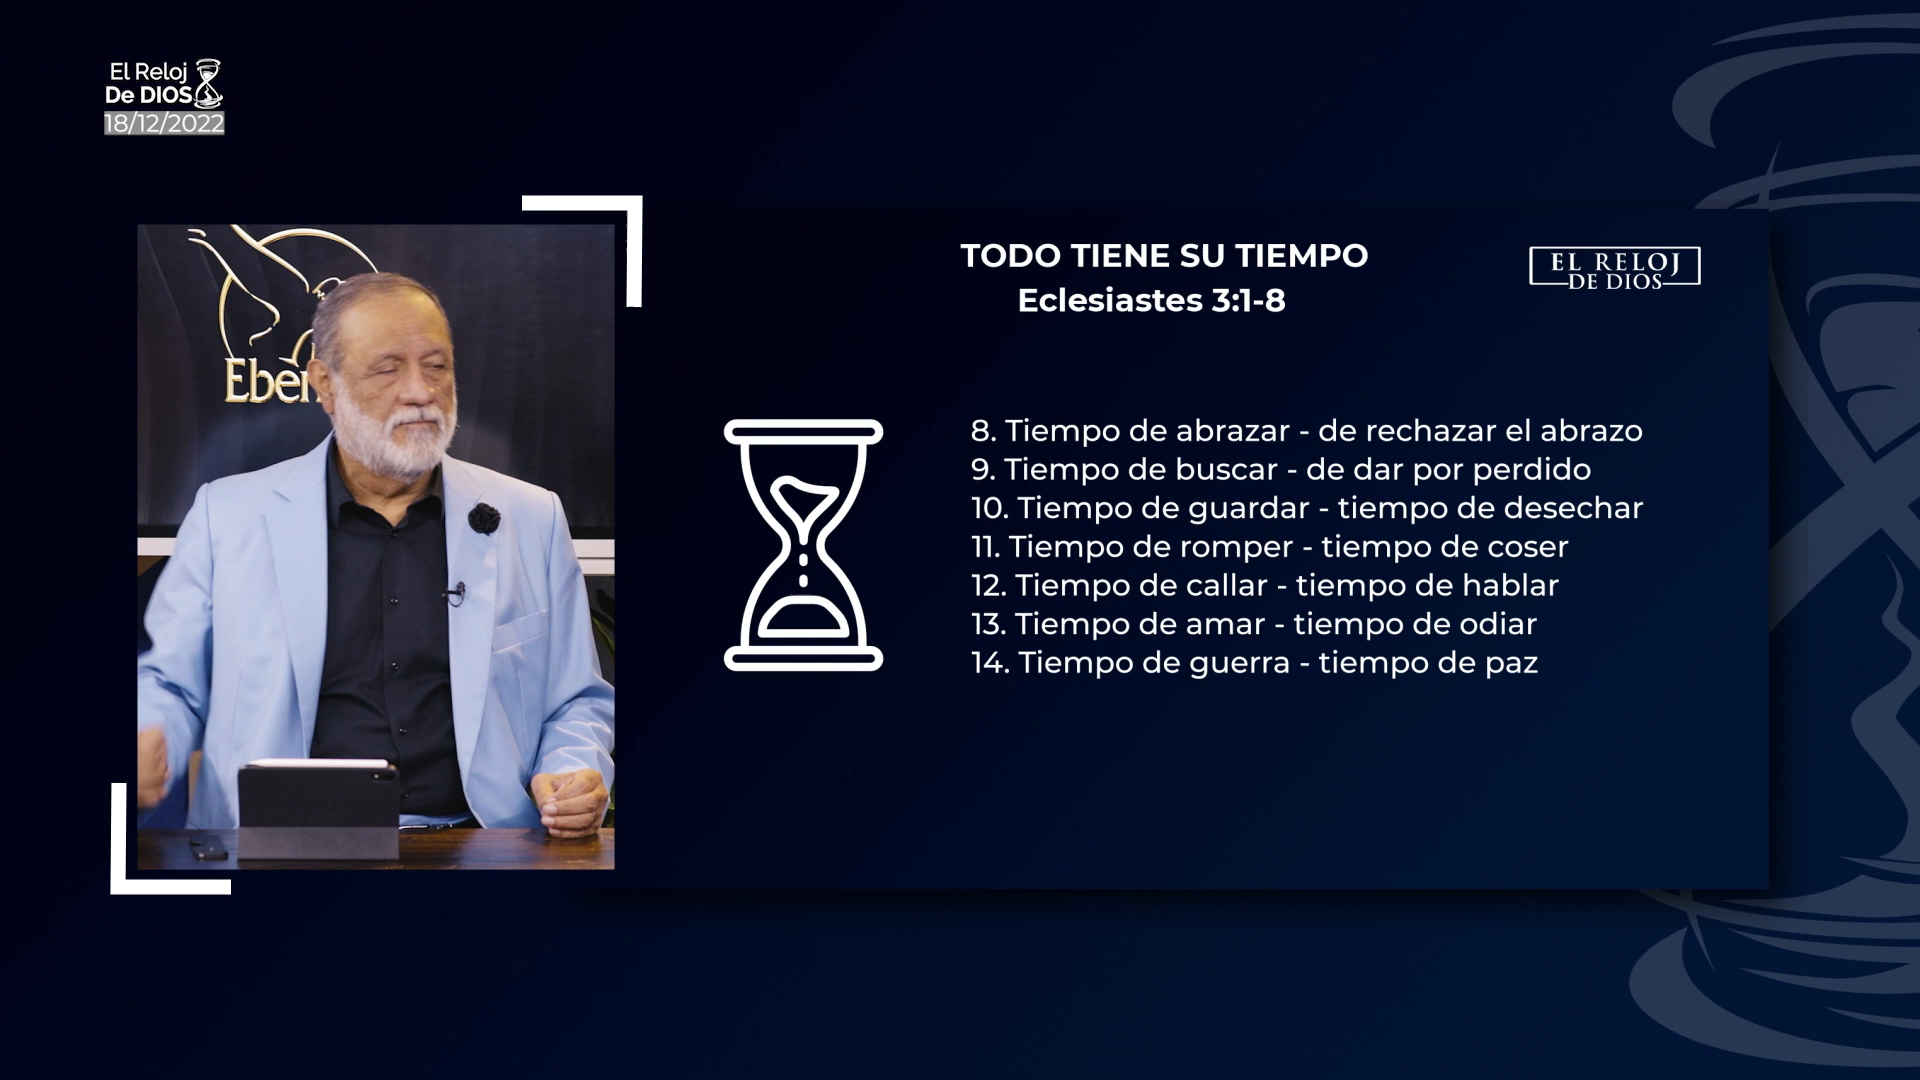 El Reloj
De DIOS
18/12/2022
Eben
TODO TIENE SU TIEMPO
Eclesiastes 3:1-8
EL RELOJ
DE DIOS
8. Tiempo de abrazar - de rechazar el abrazo
9. Tiempo de buscar - de dar por perdido
10. Tiempo de guardar - tiempo de desechar
11. Tiempo de romper - tiempo de coser
12. Tiempo de callar - tiempo de hablar
13. Tiempo de amar - tiempo de odiar
14. Tiempo de guerra - tiempo de paz